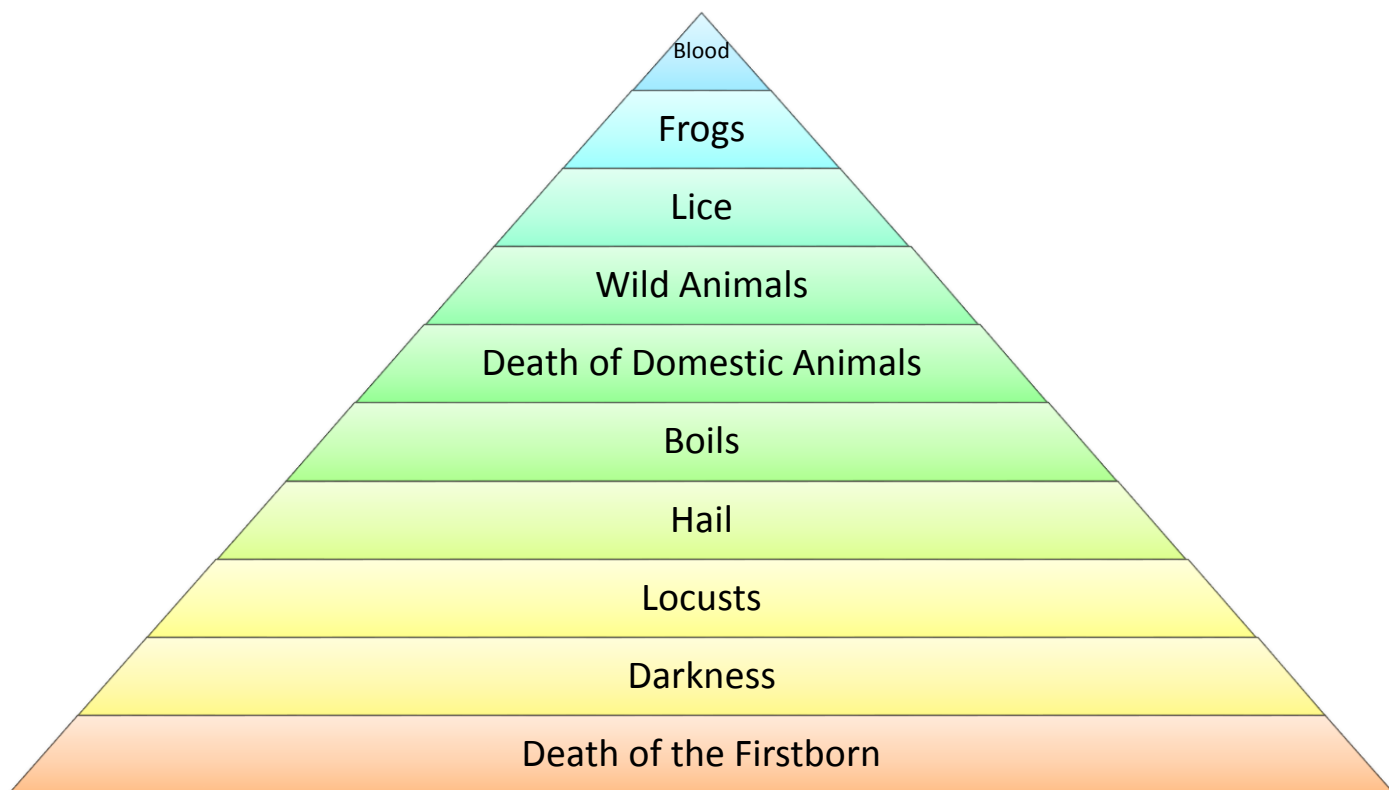 Blood
Frogs
Lice
Wild Animals
Death of Domestic Animals
Boils
Hail
Locusts
Darkness
Death of the Firstborn